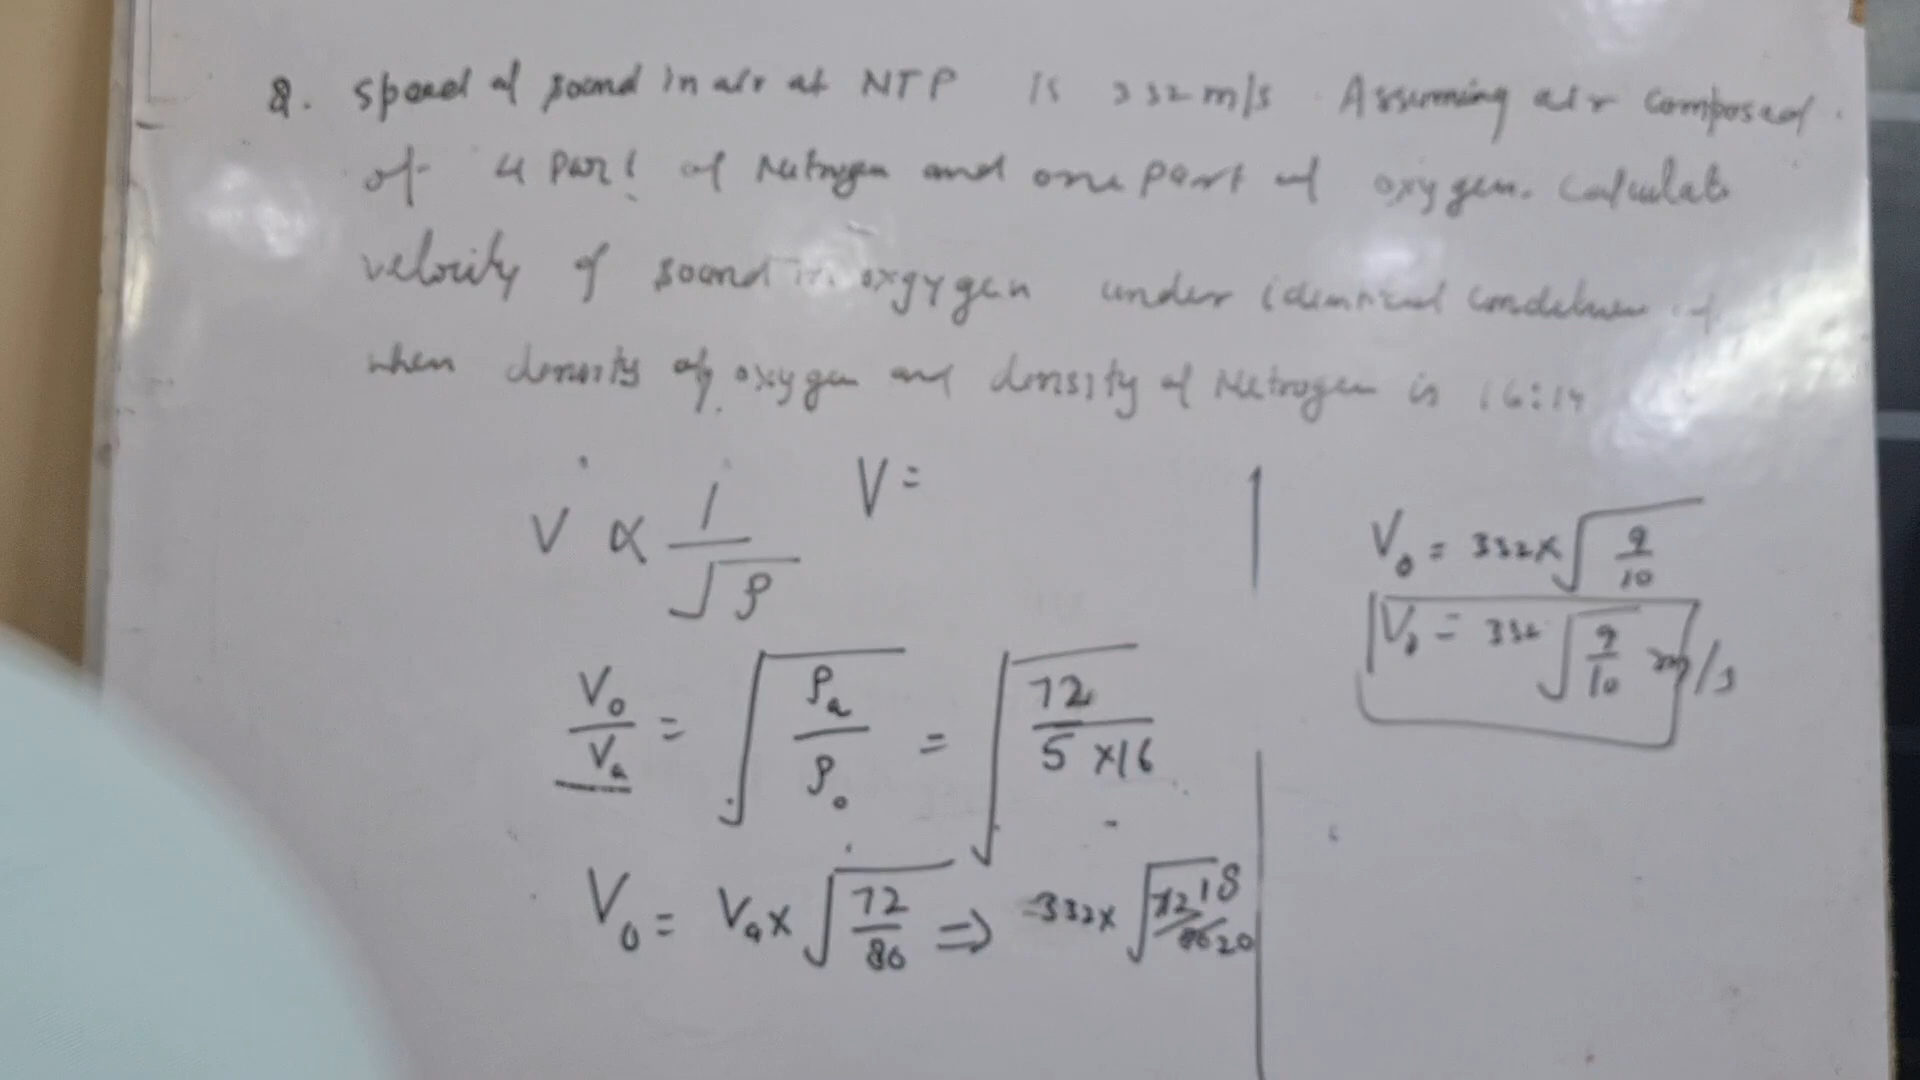 Q. Speed of sound in air at NTP is 332 m/s. Assuming air composed
of 4 part of Nitrogen and one part of oxygen. Calculate
velocity of sound in oxgygen under identical condition
when density of oxygen and density of Nitrogen is 16:14
V ∝ 1/√ρ V =
V₀/Vₐ = √(ρₐ/ρ₀) = √(72/(5×16))
V₀ = Vₐ × √(72/80) ⇒ 332× √(72 18/80 20)
V₀ = 332× √(9/10)
V₀ = 332 √(9/10) m/s